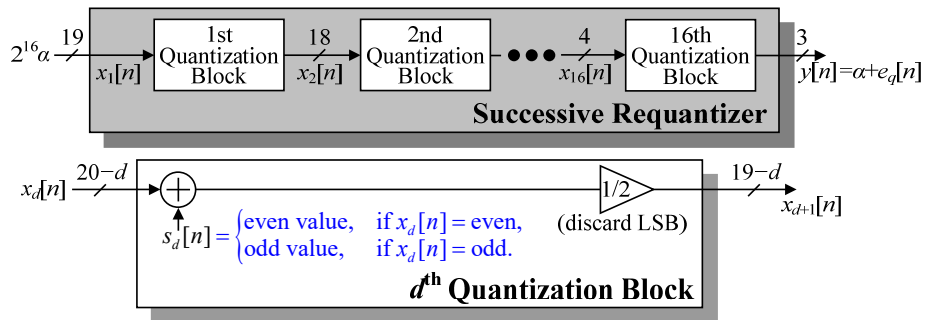 19 18 4 3
2¹⁶α x₁[n] 1st Quantization Block x₂[n] 2nd Quantization Block ●●● x₁₆[n] 16th Quantization Block y[n]=α+e_q[n]
Successive Requantizer
20−d 19−d
x_d[n] + 1/2 x_{d+1}[n]
(discard LSB)
s_d[n] = { even value, if x_d[n] = even,
odd value, if x_d[n] = odd.
dᵗʰ Quantization Block